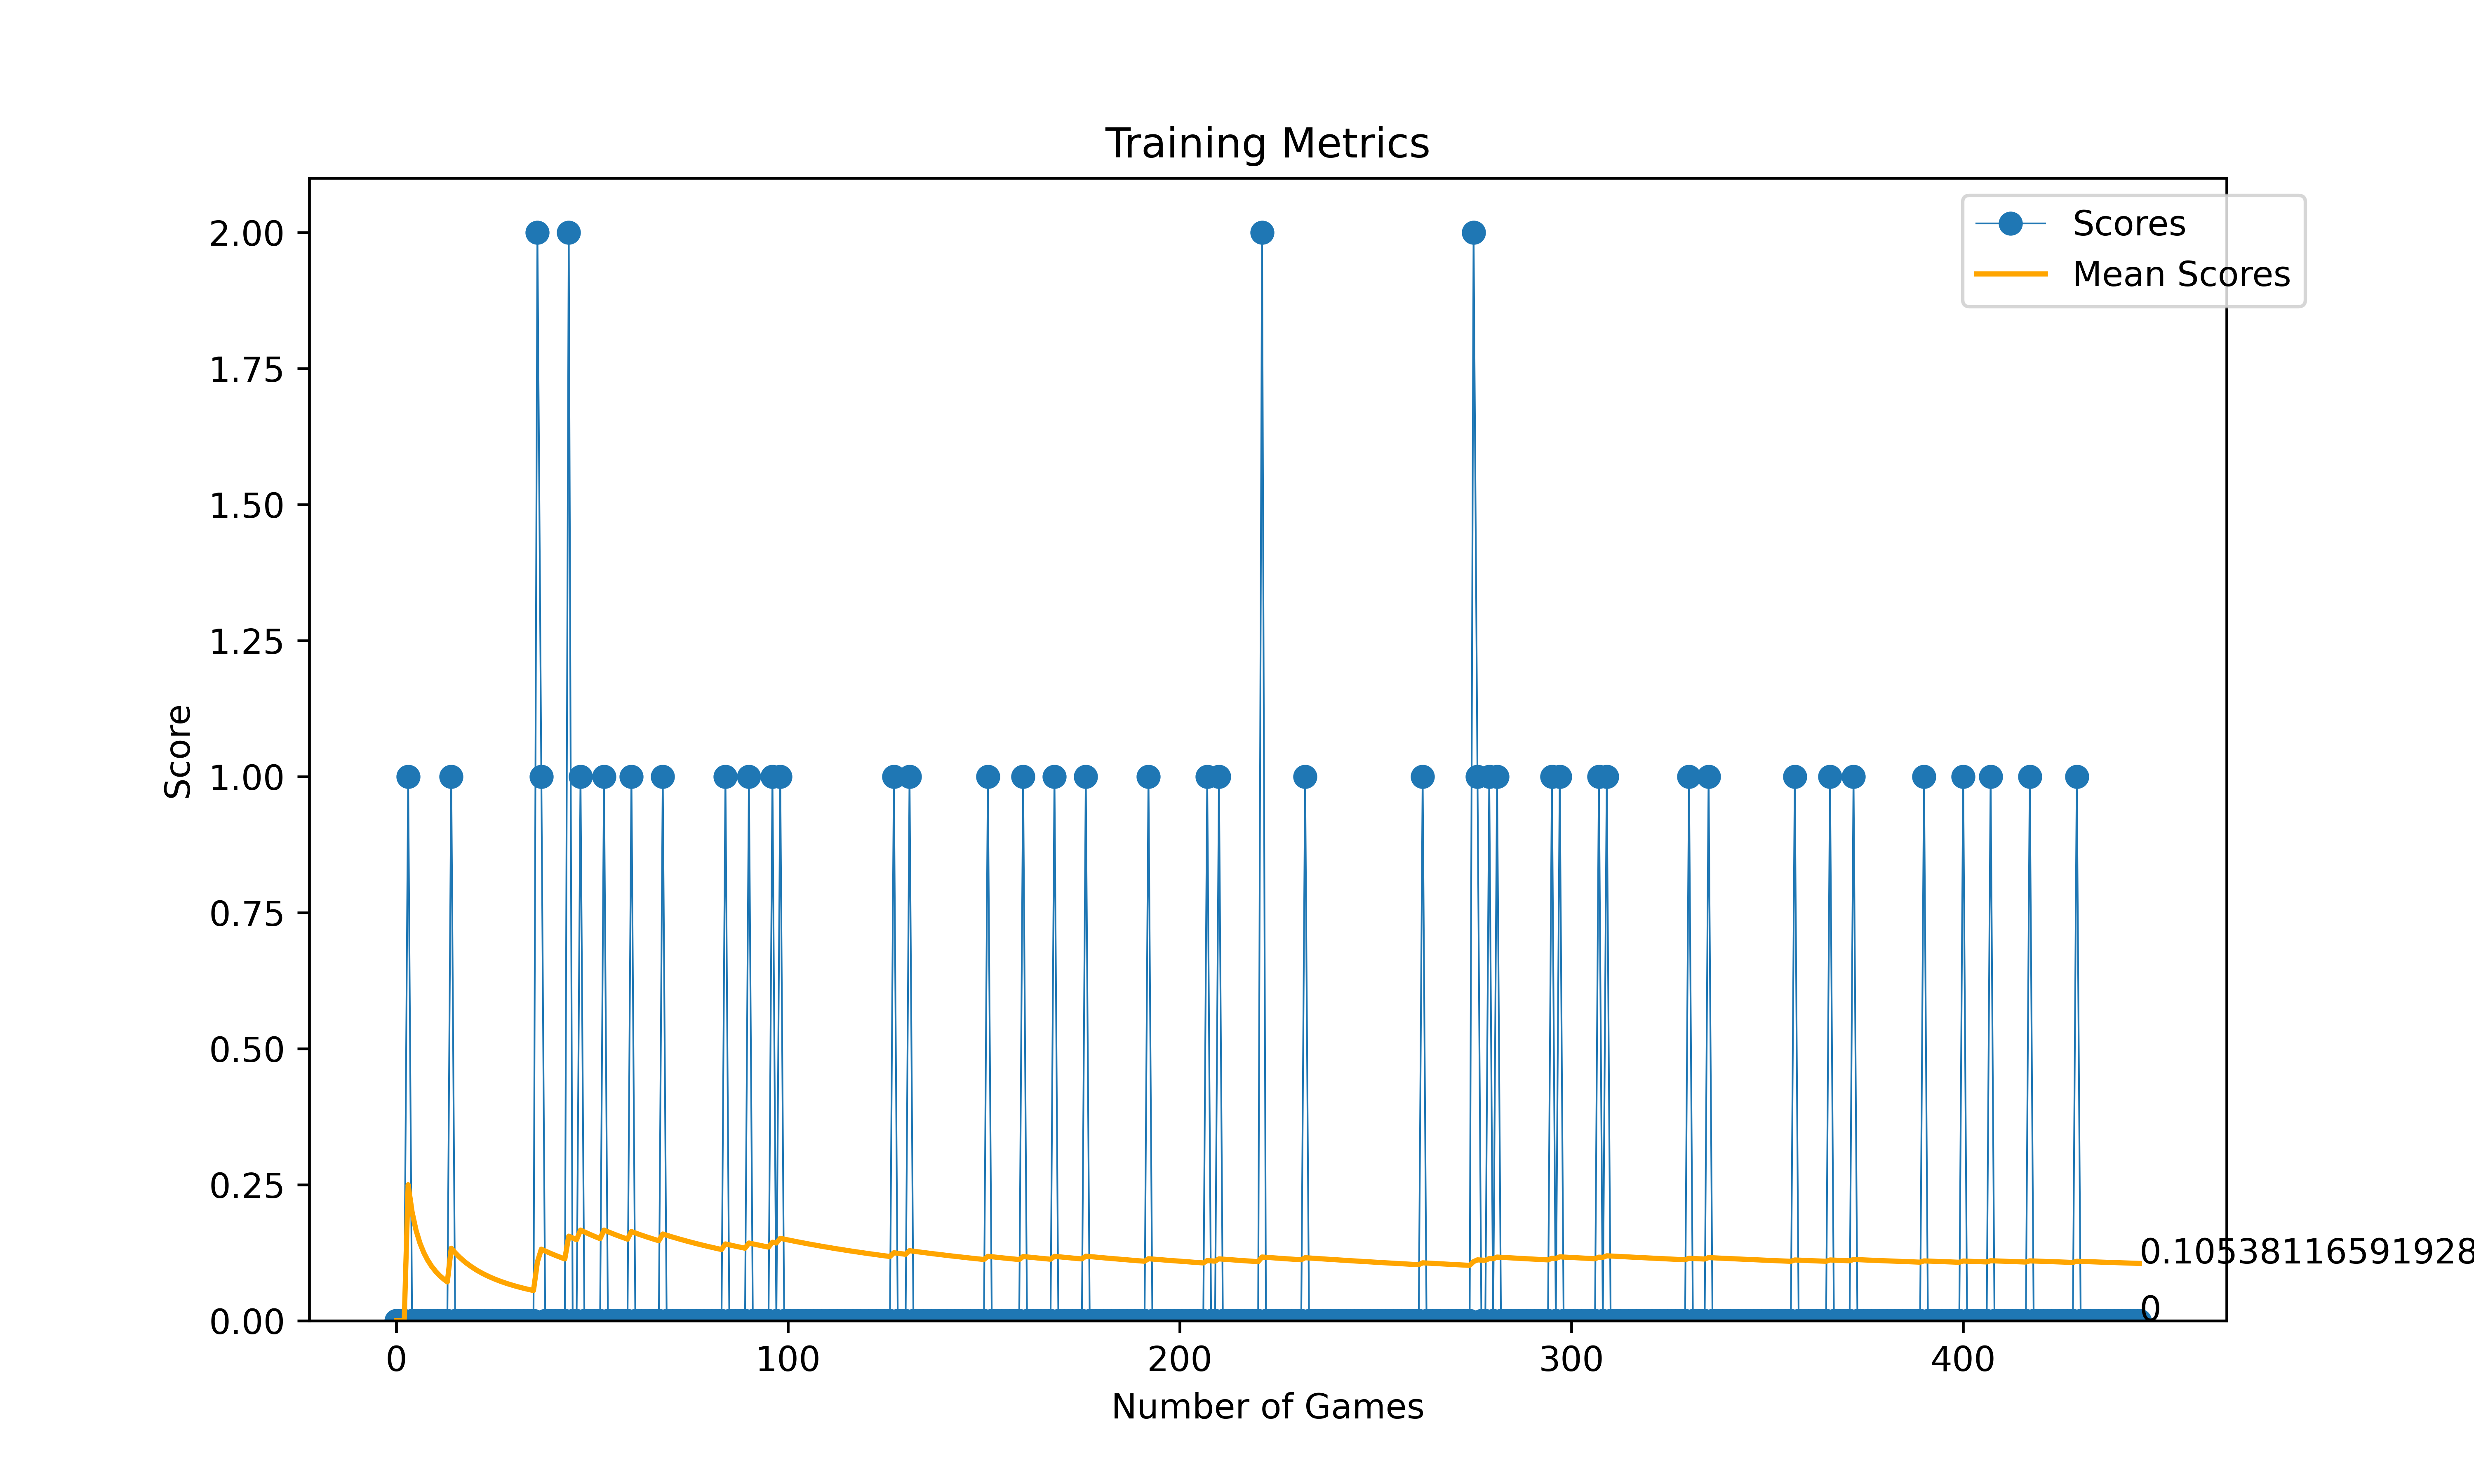 Training Metrics
Scores
Mean Scores
2.00
1.75
1.50
1.25
1.00
0.75
0.50
0.25
0.00
Score
0.10538116591928
0
0 100 200 300 400
Number of Games